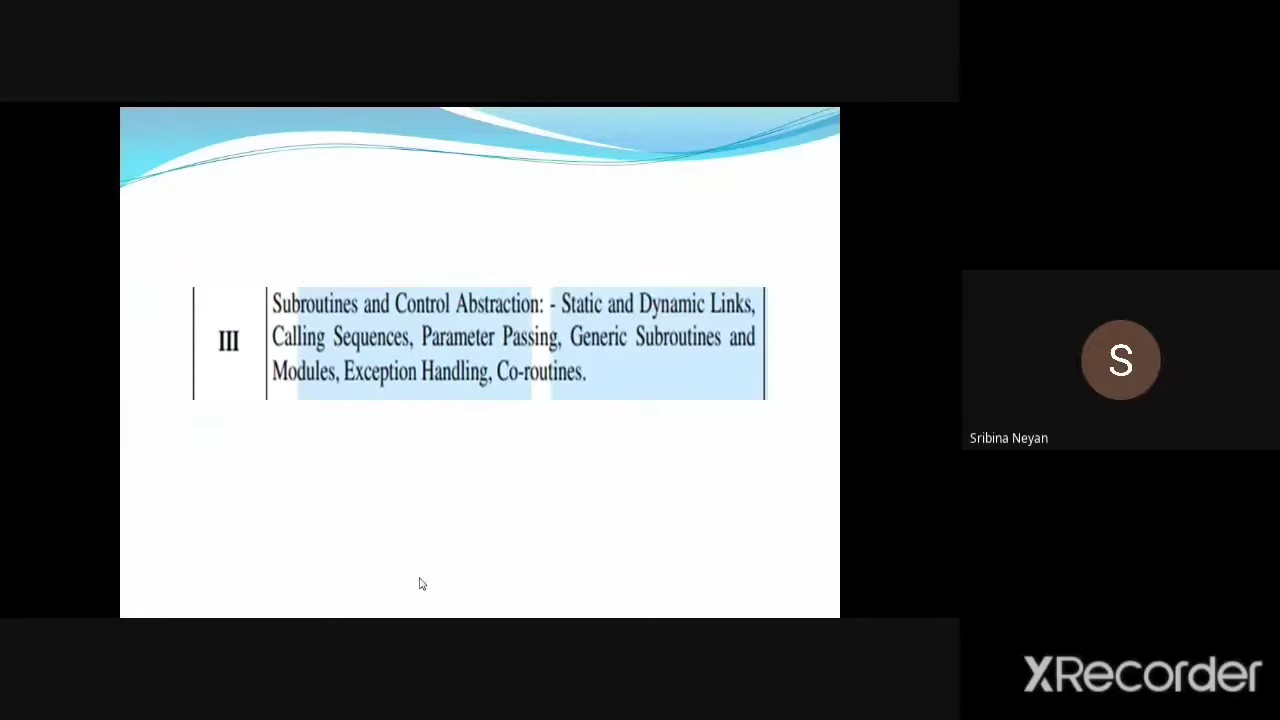 III
Subroutines and Control Abstraction: - Static and Dynamic Links,
Calling Sequences, Parameter Passing, Generic Subroutines and
Modules, Exception Handling, Co-routines.
S
Sribina Neyan
XRecorder